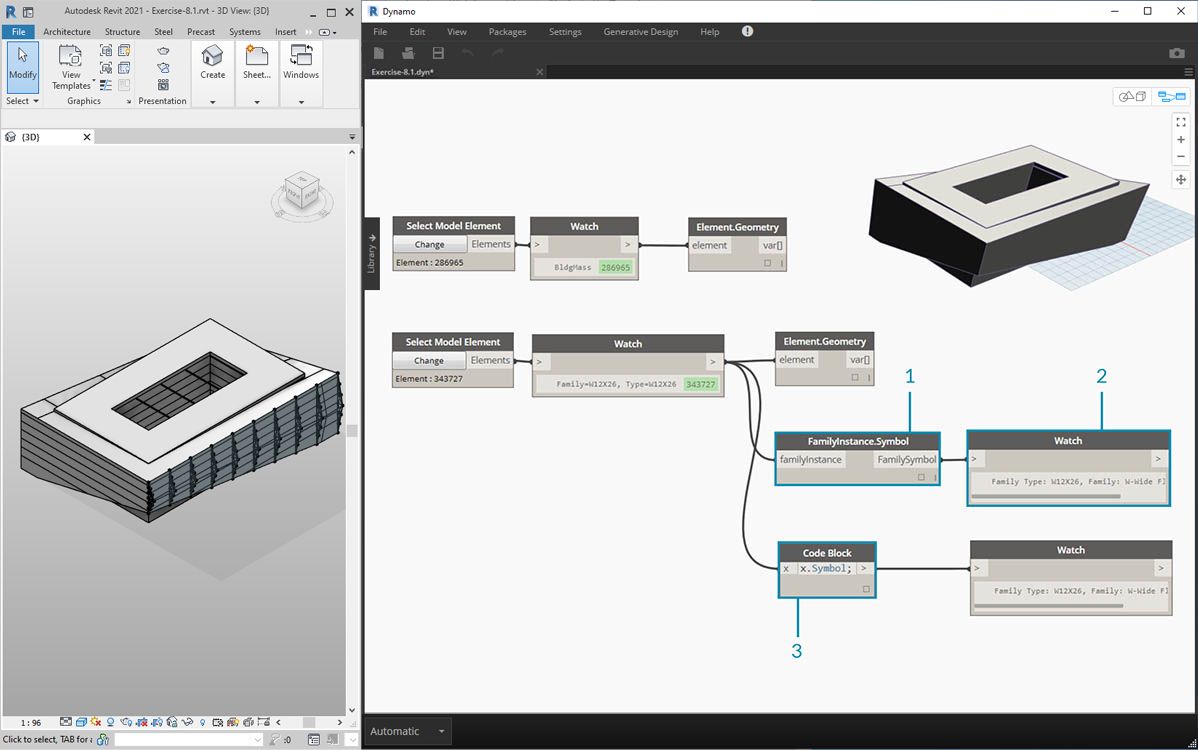 Autodesk Revit 2021 - Exercise-8.1.rvt - 3D View: {3D}
File Architecture Structure Steel Precast Systems Insert
Modify
View Templates
Create
Sheet...
Windows
Select
Graphics
Presentation
{3D}
1 : 96
Click to select, TAB for
:0
Dynamo
File Edit View Packages Settings Generative Design Help
Exercise-8.1.dyn*
Library
Select Model Element
Change Elements
Element : 286965
Watch
> >
BldgMass 286965
Element.Geometry
element var[]
Select Model Element
Change Elements
Element : 343727
Watch
> >
Family=W12X26, Type=W12X26 343727
Element.Geometry
element var[]
1
2
FamilyInstance.Symbol
familyInstance FamilySymbol
Watch
> >
Family Type: W12X26, Family: W-Wide Fl
Code Block
x x.Symbol; >
Watch
> >
Family Type: W12X26, Family: W-Wide Fl
3
Automatic